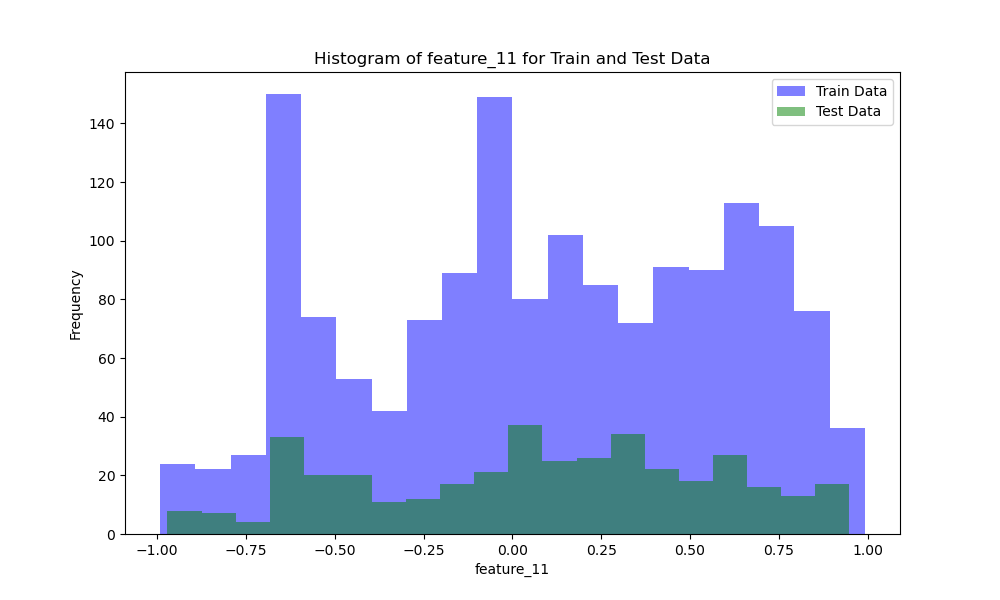 Histogram of feature_11 for Train and Test Data
Train Data
Test Data
Frequency
140
120
100
80
60
40
20
0
−1.00 −0.75 −0.50 −0.25 0.00 0.25 0.50 0.75 1.00
feature_11